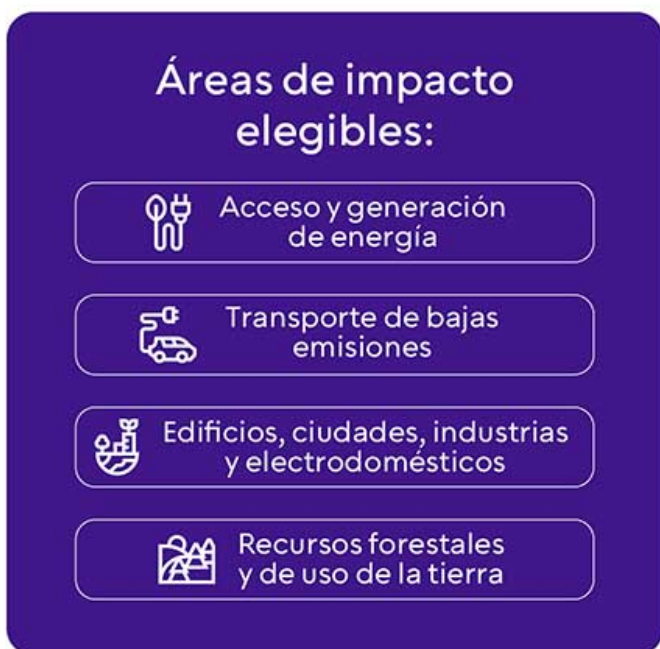 Áreas de impacto
elegibles:
Acceso y generación
de energía
Transporte de bajas
emisiones
Edificios, ciudades, industrias
y electrodomésticos
Recursos forestales
y de uso de la tierra